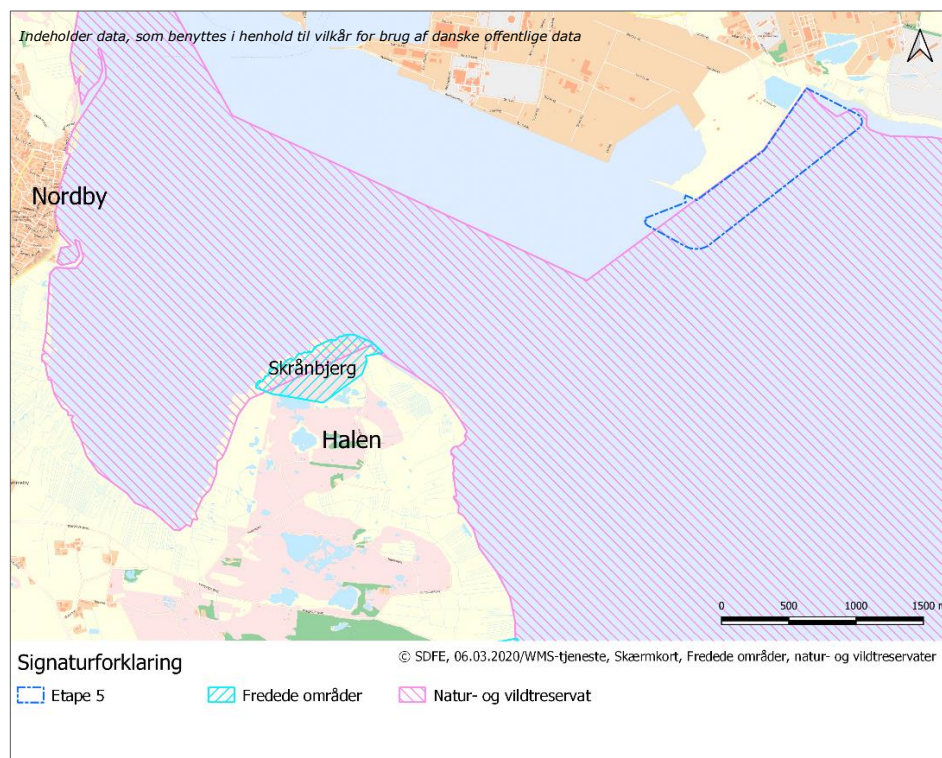 Indeholder data, som benyttes i henhold til vilkår for brug af danske offentlige data
Nordby
Skrånbjerg
Halen
0 500 1000 1500 m
Signaturforklaring
© SDFE, 06.03.2020/WMS-tjeneste, Skærmkort, Fredede områder, natur- og vildtreservater
Etape 5
Fredede områder
Natur- og vildtreservat